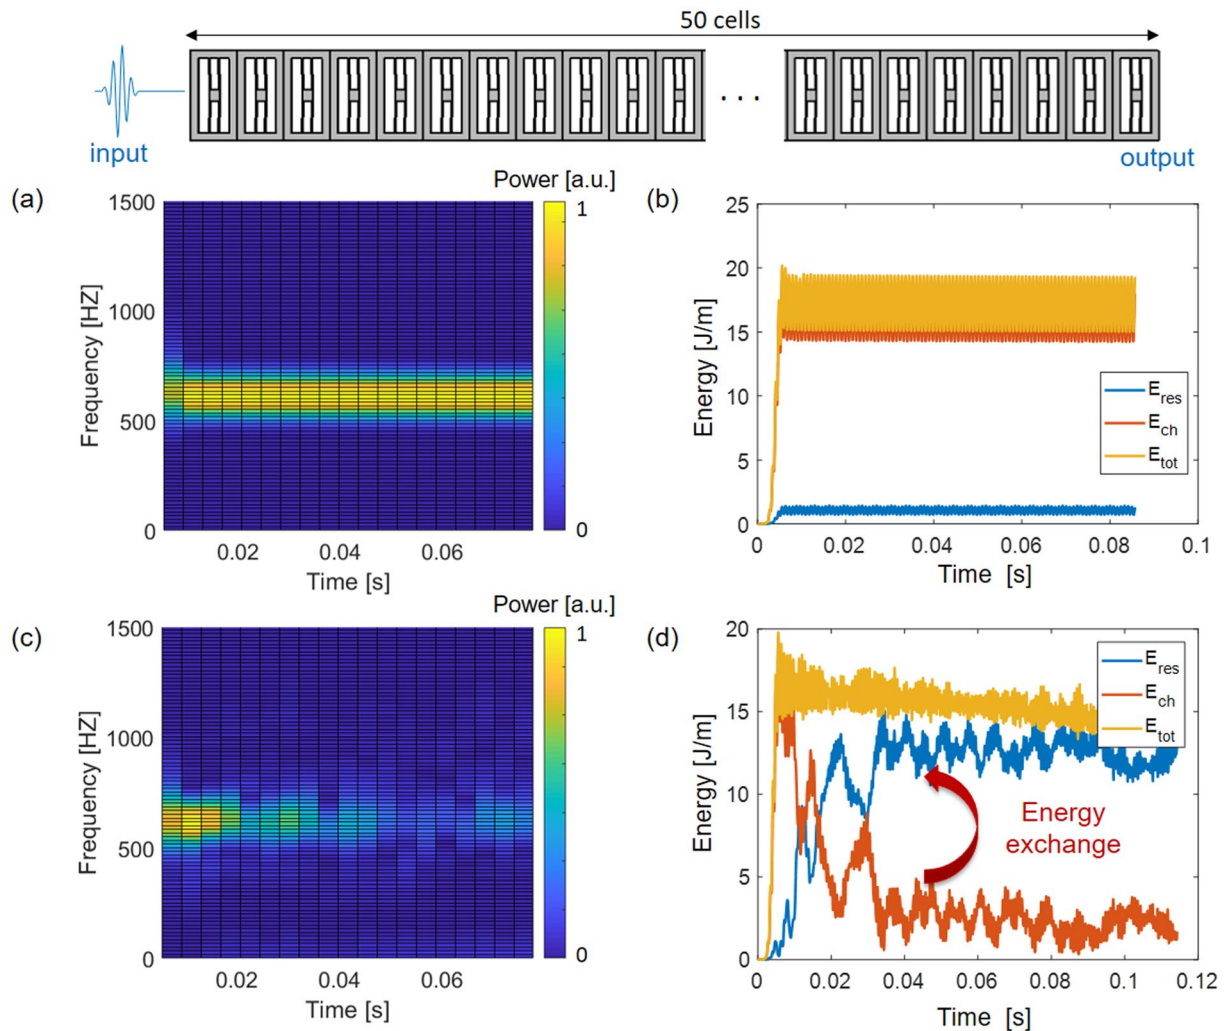 50 cells
. . .
input
output
(a)
Power [a.u.]
1500
1000
500
0
Frequency [HZ]
0.02
0.04
0.06
Time [s]
1
0
(b)
25
20
15
10
5
0
Energy [J/m]
E_res
E_ch
E_tot
0
0.02
0.04
0.06
0.08
0.1
Time [s]
(c)
Power [a.u.]
1500
1000
500
0
Frequency [HZ]
0.02
0.04
0.06
Time [s]
1
0
(d)
20
15
10
5
0
Energy [J/m]
E_res
E_ch
E_tot
Energy
exchange
0
0.02
0.04
0.06
0.08
0.1
0.12
Time [s]